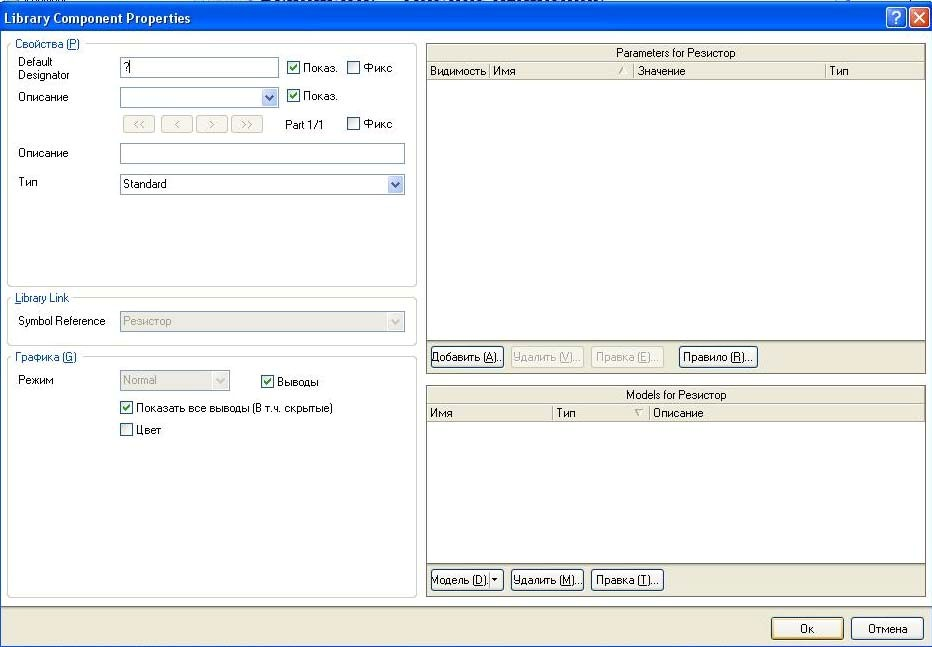 Library Component Properties
Свойства (P)
Default Designator
?
Показ.
Фикс
Описание
Показ.
<<
<
>
>>
Part 1/1
Фикс
Описание
Тип
Standard
Library Link
Symbol Reference
Резистор
Графика (G)
Режим
Normal
Выводы
Показать все выводы (В т.ч. скрытые)
Цвет
Parameters for Резистор
Видимость Имя Значение Тип
Добавить (A)..
Удалить (V)...
Правка (E)...
Правило (R)...
Models for Резистор
Имя Тип Описание
Модель (D).
Удалить (M)...
Правка (T)...
Ок
Отмена